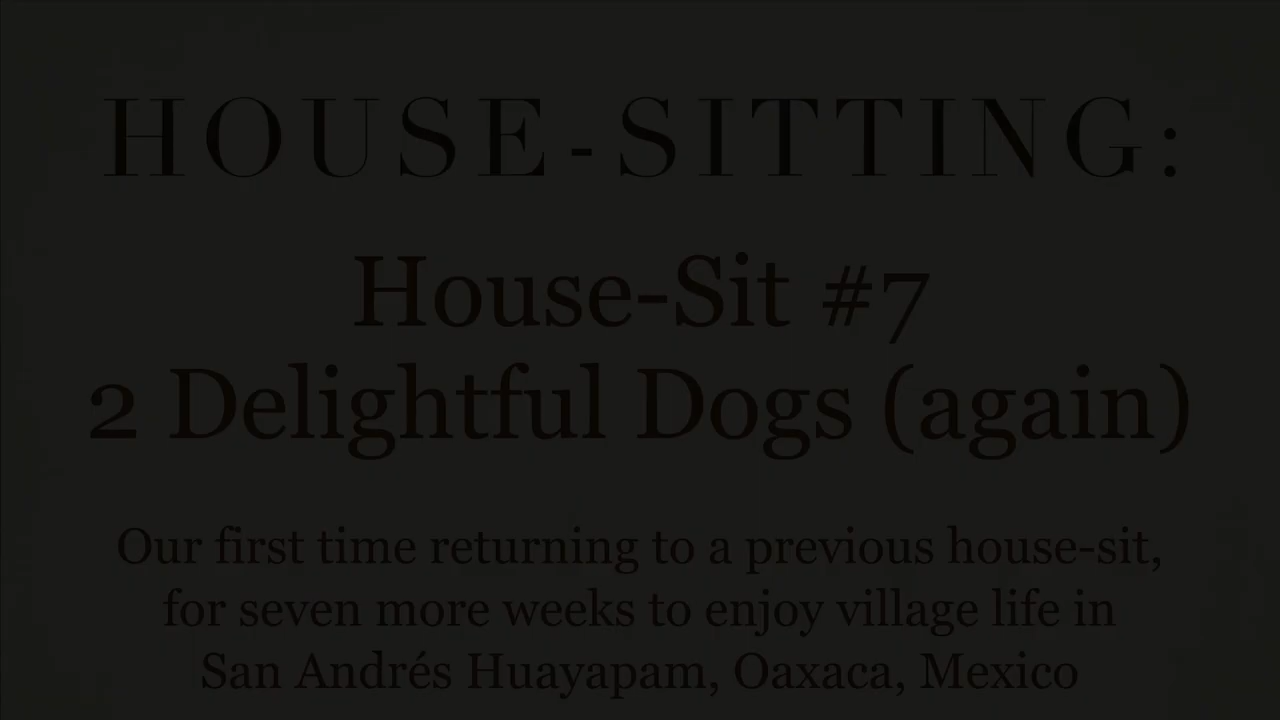 HOUSE-SITTING:
House-Sit #7
2 Delightful Dogs (again)
Our first time returning to a previous house-sit,
for seven more weeks to enjoy village life in
San Andrés Huayapam, Oaxaca, Mexico